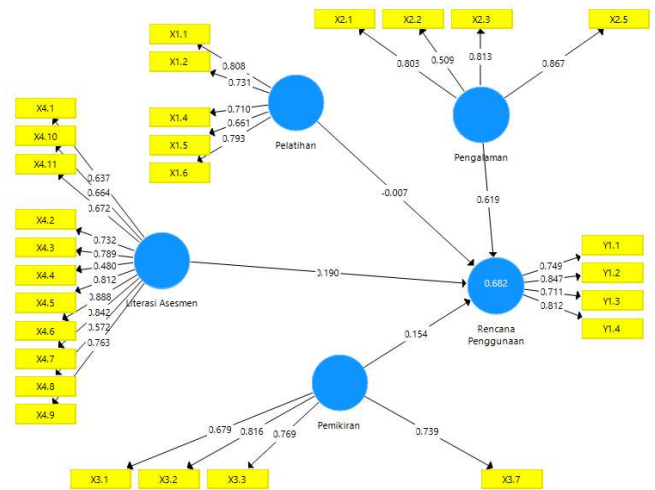 X2.1
X2.2
X2.3
X2.5
X1.1
X1.2
X1.4
X1.5
X1.6
0.808
0.731
0.710
0.661
0.793
Pelatihan
0.803
0.509
0.813
0.867
Pengalaman
X4.1
X4.10
X4.11
X4.2
X4.3
X4.4
X4.5
X4.6
X4.7
X4.8
X4.9
0.637
0.664
0.672
0.732
0.789
0.480
0.812
0.888
0.842
0.572
0.763
Literasi Asesmen
-0.007
0.619
0.190
0.154
0.682
Rencana
Penggunaan
0.749
0.847
0.711
0.812
Y1.1
Y1.2
Y1.3
Y1.4
Pemikiran
0.679
0.816
0.769
0.739
X3.1
X3.2
X3.3
X3.7